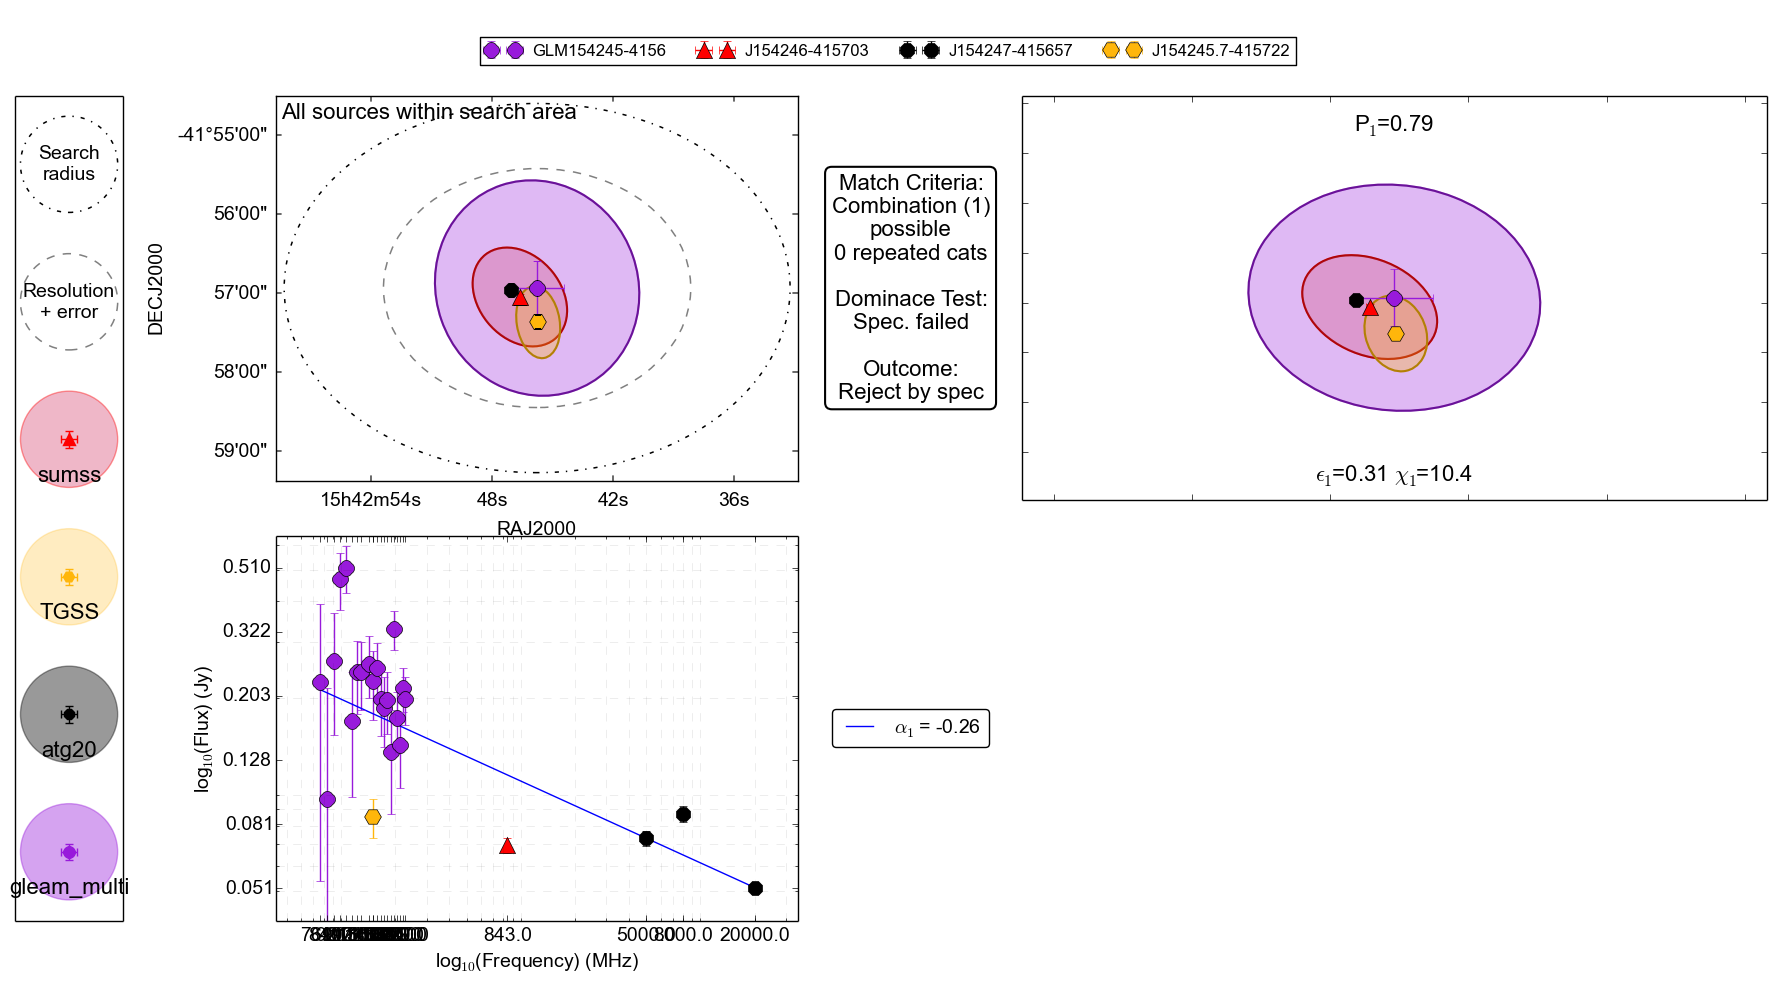 GLM154245-4156 J154246-415703 J154247-415657 J154245.7-415722
Search
radius
Resolution
+ error
sumss
TGSS
atg20
gleam_multi
All sources within search area
DECJ2000
-41°55'00"
56'00"
57'00"
58'00"
59'00"
15h42m54s 48s 42s 36s
RAJ2000
Match Criteria:
Combination (1)
possible
0 repeated cats
Dominace Test:
Spec. failed
Outcome:
Reject by spec
P₁=0.79
ϵ₁=0.31 χ₁=10.4
log₁₀(Flux) (Jy)
0.510
0.322
0.203
0.128
0.081
0.051
843.0 5000.0 8000.0 20000.0
log₁₀(Frequency) (MHz)
α₁ = -0.26